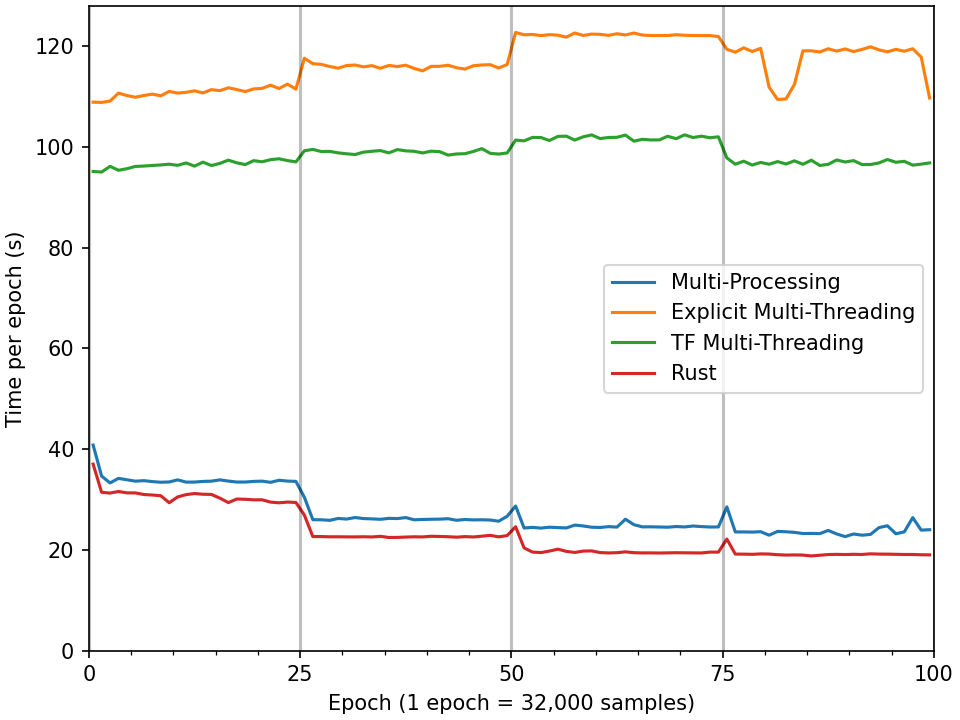 120
100
80
60
40
20
0
Time per epoch (s)
Multi-Processing
Explicit Multi-Threading
TF Multi-Threading
Rust
0 25 50 75 100
Epoch (1 epoch = 32,000 samples)